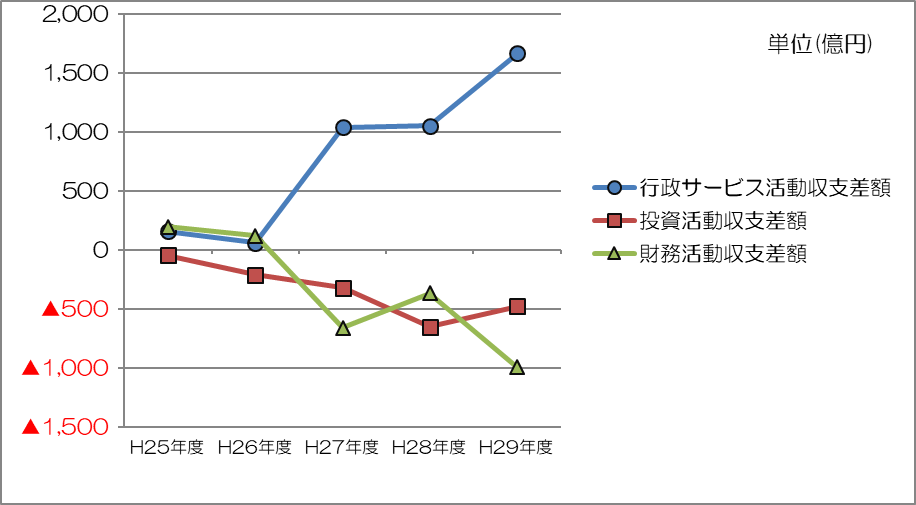 2,000
単位(億円)
1,500
1,000
500
0
▲500
▲1,000
▲1,500
H25年度 H26年度 H27年度 H28年度 H29年度
行政サービス活動収支差額
投資活動収支差額
財務活動収支差額